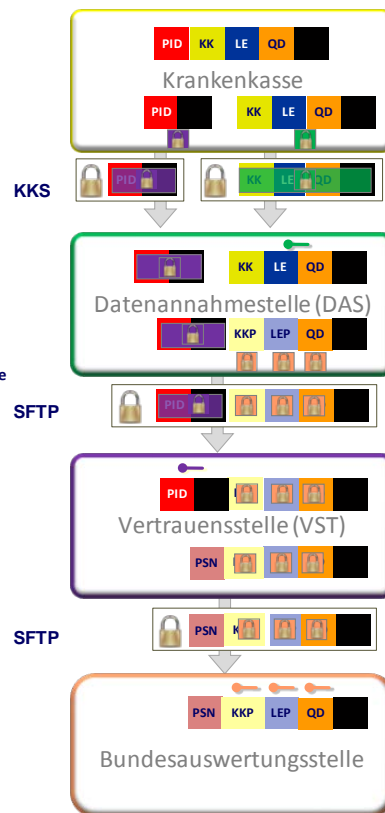 PID KK LE QD
Krankenkasse
PID KK LE QD
KKS PID KK LE QD
KK LE QD
Datenannahmestelle (DAS)
KKP LEP QD
e
SFTP PID
PID
Vertrauensstelle (VST)
PSN
SFTP PSN K
PSN KKP LEP QD
Bundesauswertungsstelle